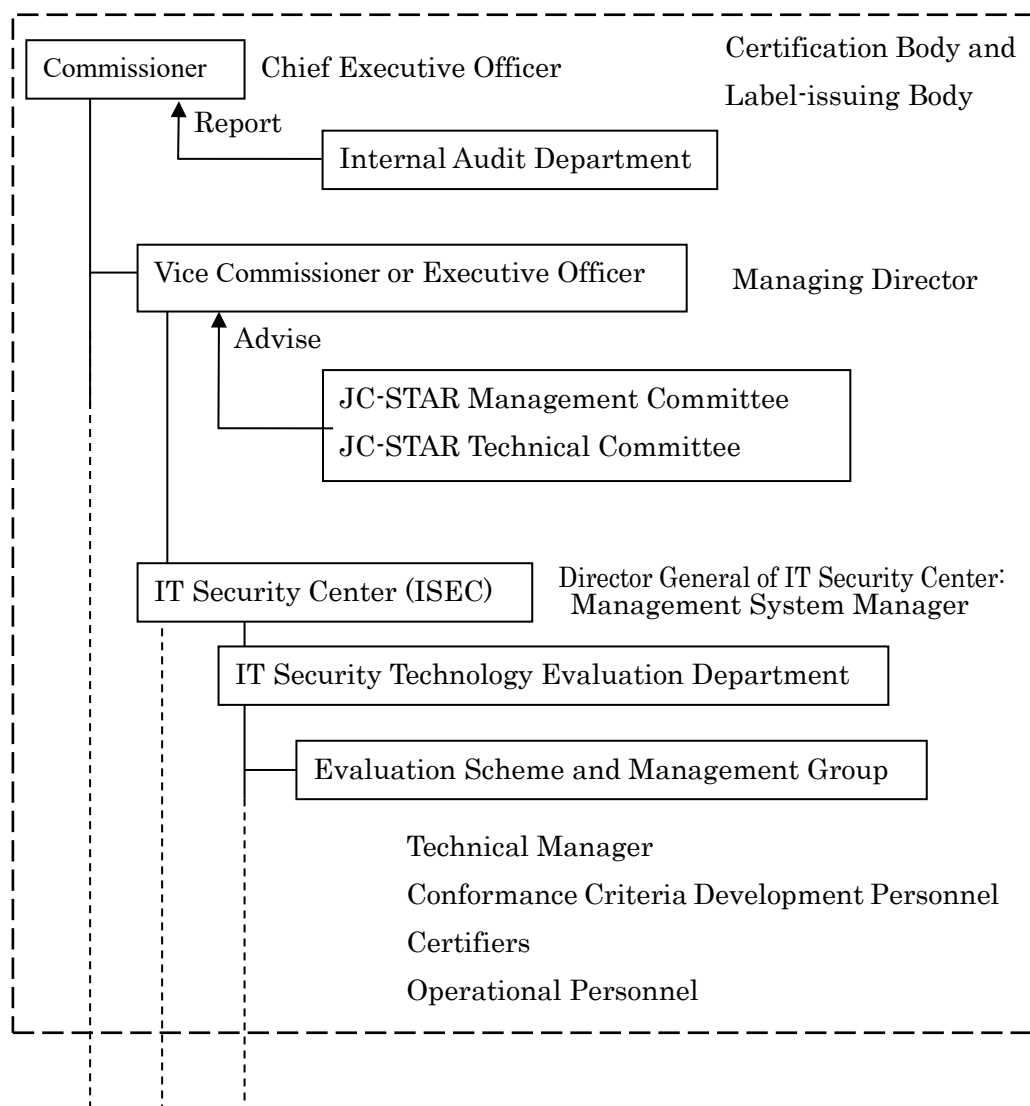 Commissioner
Chief Executive Officer
Certification Body and
Label-issuing Body
Report
Internal Audit Department
Vice Commissioner or Executive Officer
Managing Director
Advise
JC-STAR Management Committee
JC-STAR Technical Committee
IT Security Center (ISEC)
Director General of IT Security Center:
Management System Manager
IT Security Technology Evaluation Department
Evaluation Scheme and Management Group
Technical Manager
Conformance Criteria Development Personnel
Certifiers
Operational Personnel